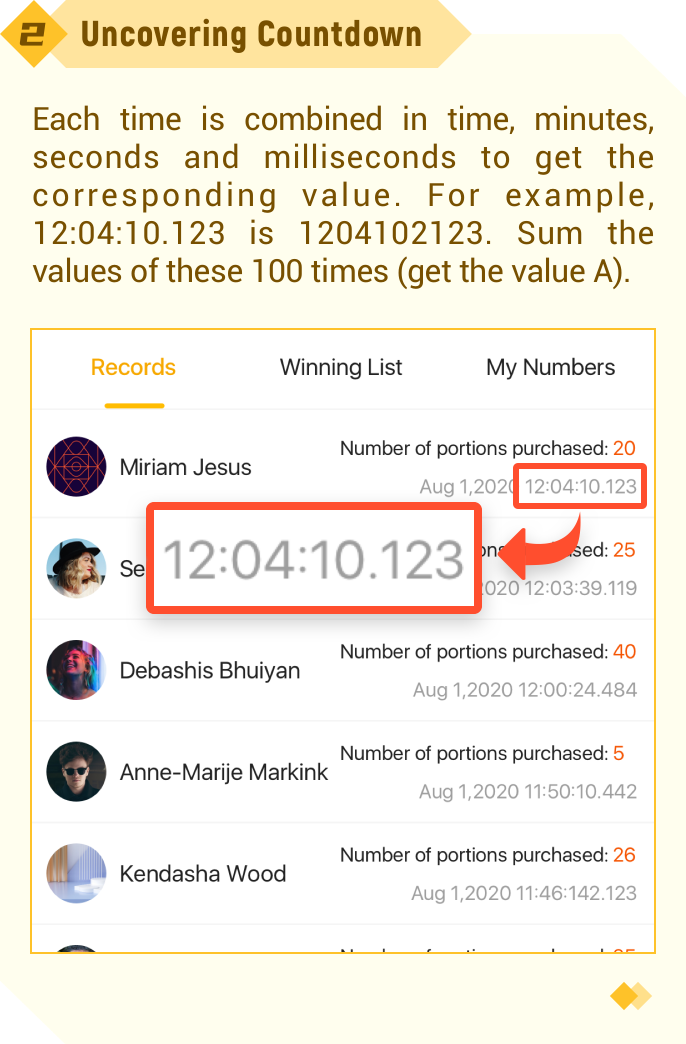 2 Uncovering Countdown
Each time is combined in time, minutes,
seconds and milliseconds to get the
corresponding value. For example,
12:04:10.123 is 1204102123. Sum the
values of these 100 times (get the value A).
Records Winning List My Numbers
Number of portions purchased: 20
Miriam Jesus
Aug 1,2020 12:04:10.123
12:04:10.123
Se
sed: 25
2020 12:03:39.119
Number of portions purchased: 40
Debashis Bhuiyan
Aug 1,2020 12:00:24.484
Number of portions purchased: 5
Anne-Marije Markink
Aug 1,2020 11:50:10.442
Number of portions purchased: 26
Kendasha Wood
Aug 1,2020 11:46:142.123